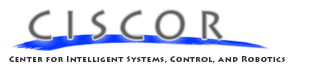 CISCOR
Center for Intelligent Systems, Control, and Robotics